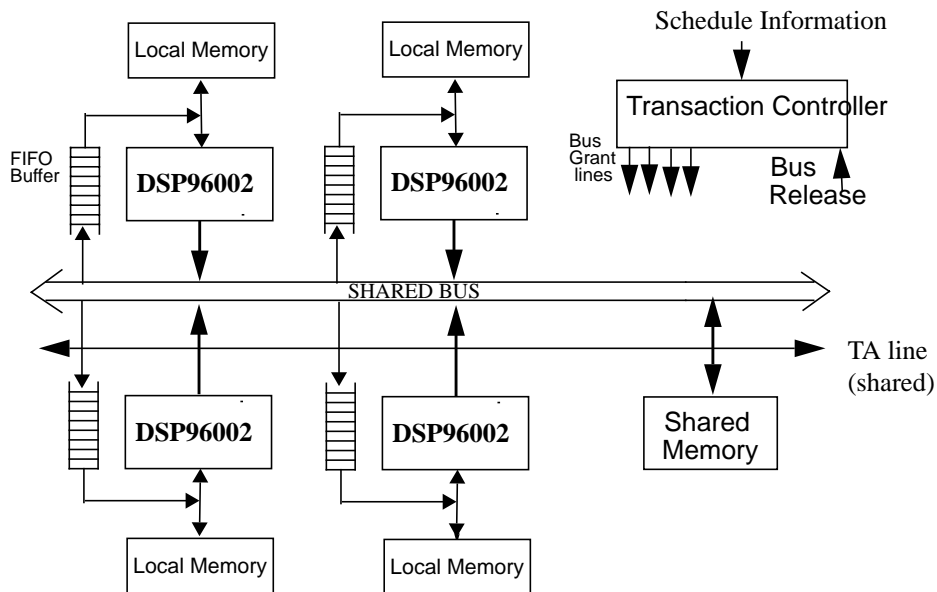 Local Memory
Local Memory
Schedule Information
Transaction Controller
FIFO
Buffer
DSP96002
DSP96002
Bus
Grant
lines
Bus
Release
SHARED BUS
TA line
(shared)
DSP96002
DSP96002
Shared
Memory
Local Memory
Local Memory